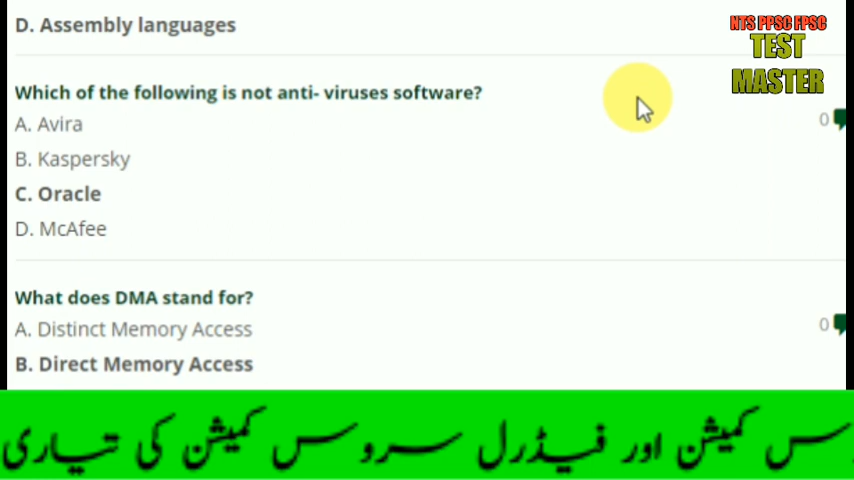 D. Assembly languages
NTS PPSC FPSC
TEST
MASTER
Which of the following is not anti- viruses software?
A. Avira
0
B. Kaspersky
C. Oracle
D. McAfee
What does DMA stand for?
A. Distinct Memory Access
0
B. Direct Memory Access
کمیشن اور فیڈرل سروس کمیشن کی تیاری